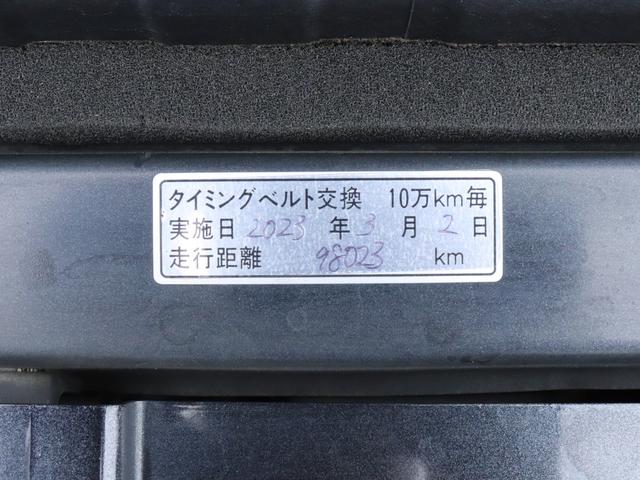 タイミングベルト交換 10万km毎
実施日 2023 年 3 月 2 日
走行距離 98023 km